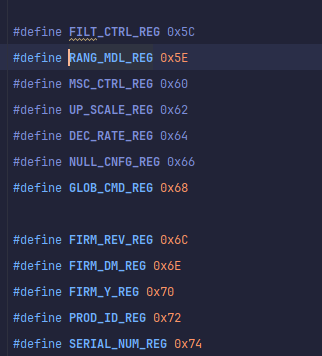 #define FILT_CTRL_REG 0x5C
#define RANG_MDL_REG 0x5E
#define MSC_CTRL_REG 0x60
#define UP_SCALE_REG 0x62
#define DEC_RATE_REG 0x64
#define NULL_CNFG_REG 0x66
#define GLOB_CMD_REG 0x68
#define FIRM_REV_REG 0x6C
#define FIRM_DM_REG 0x6E
#define FIRM_Y_REG 0x70
#define PROD_ID_REG 0x72
#define SERIAL_NUM_REG 0x74